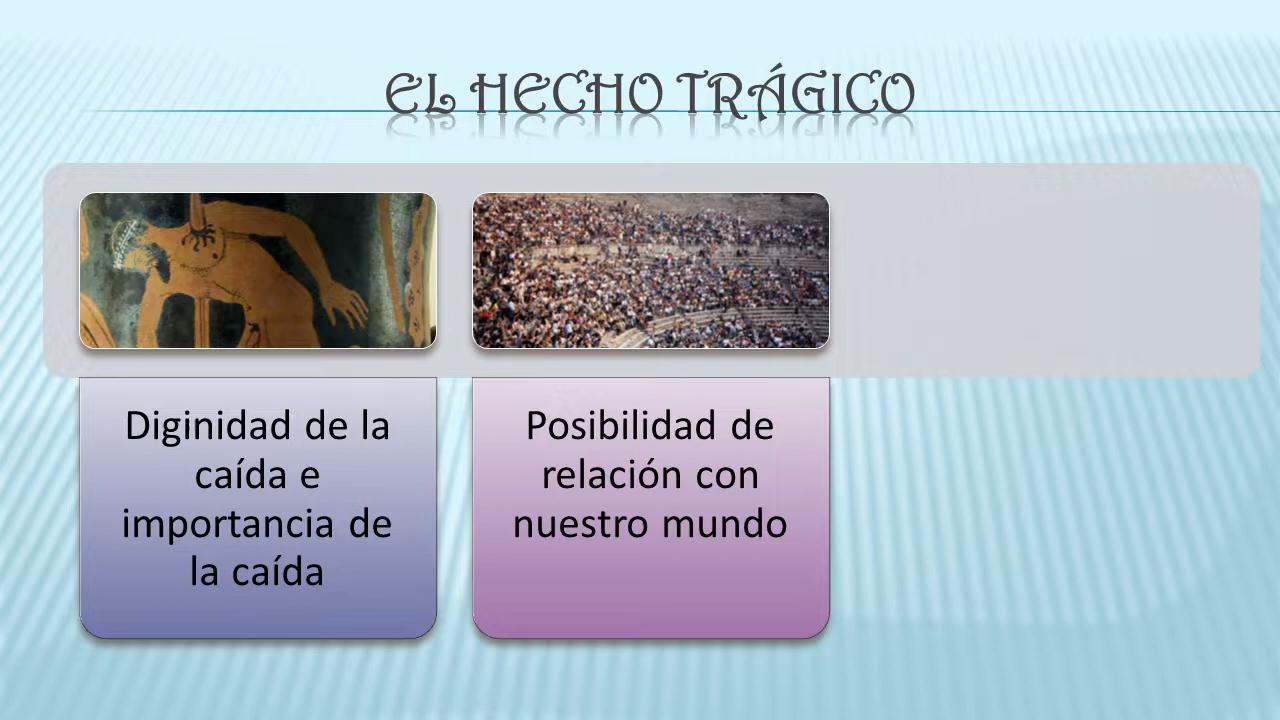 EL HECHO TRÁGICO
Diginidad de la
caída e
importancia de
la caída
Posibilidad de
relación con
nuestro mundo